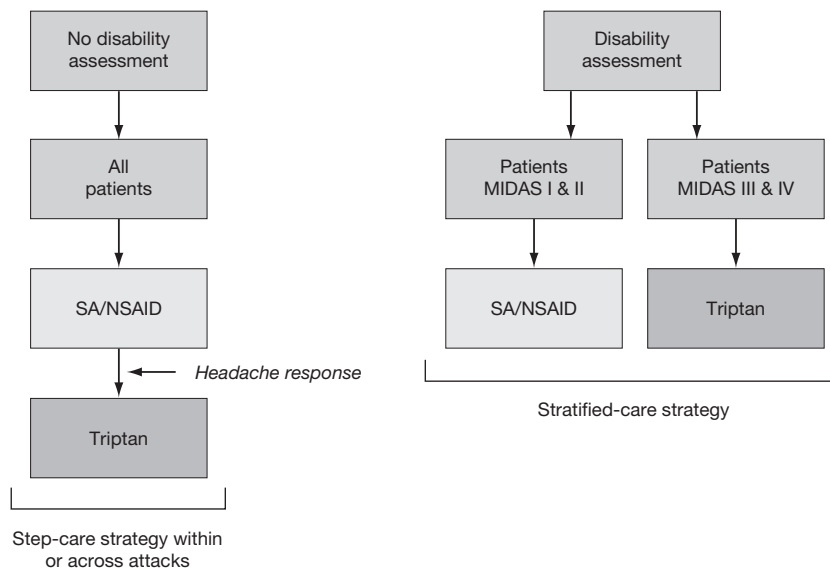 No disability
assessment
All
patients
SA/NSAID
Headache response
Triptan
Step-care strategy within
or across attacks
Disability
assessment
Patients
MIDAS I & II
Patients
MIDAS III & IV
SA/NSAID
Triptan
Stratified-care strategy